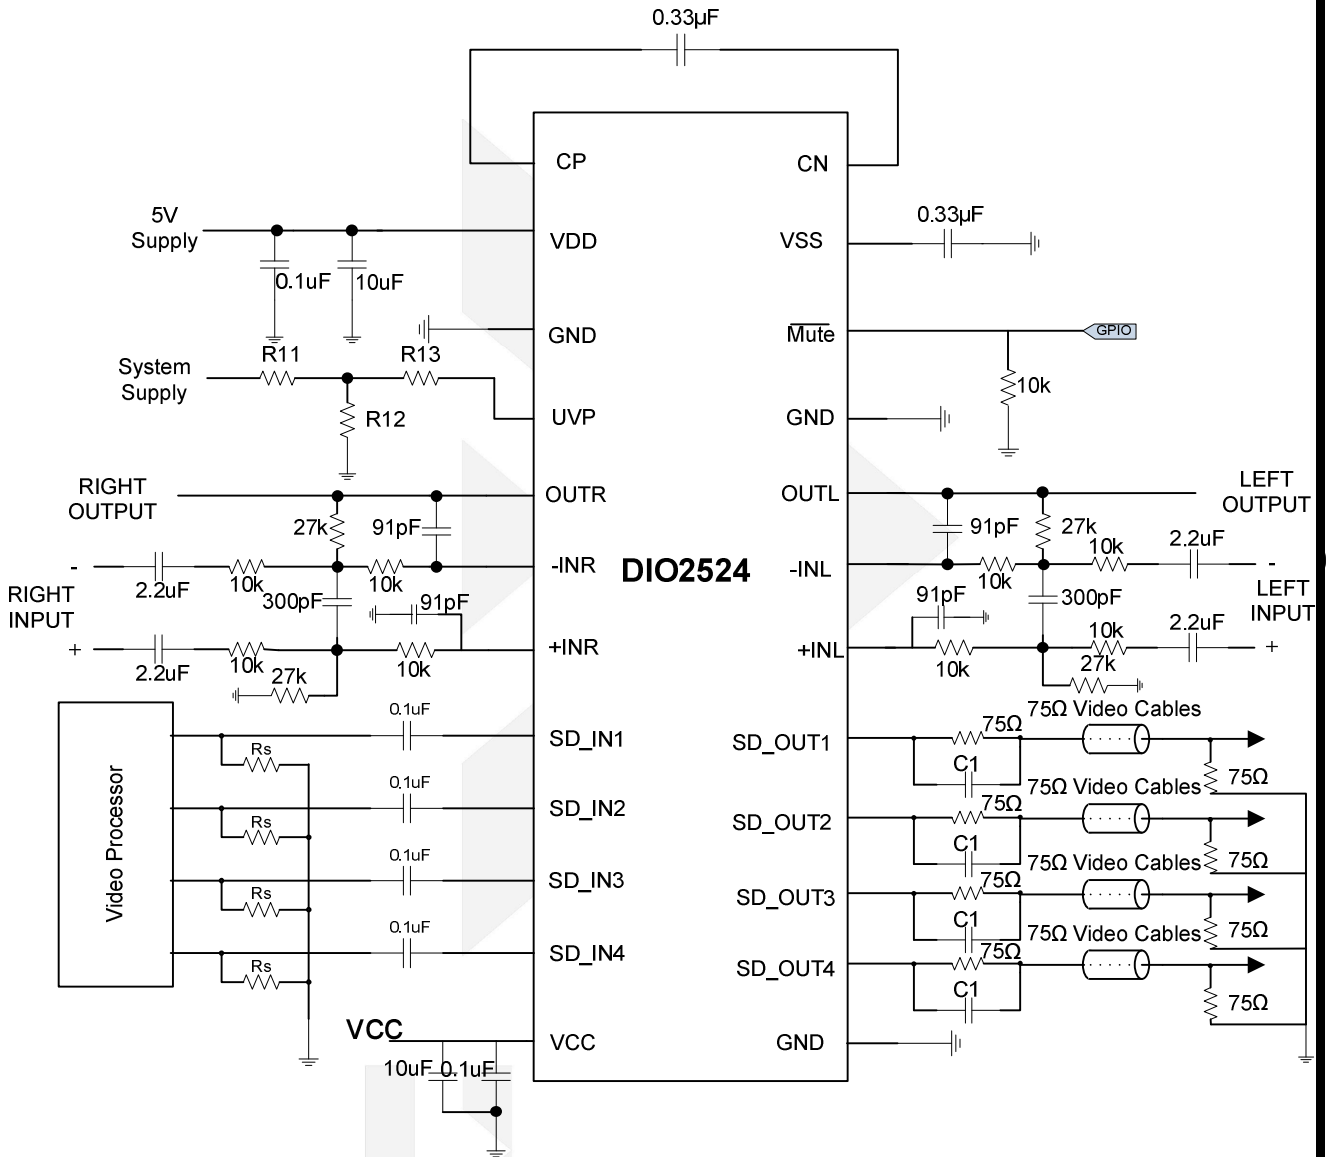 0.33µF
CP
CN
5V
Supply
VDD
0.1uF
10uF
0.33µF
VSS
GND
Mute
GPIO
10k
System
Supply
R11
R13
R12
UVP
GND
RIGHT
OUTPUT
OUTR
OUTL
LEFT
OUTPUT
27k
91pF
91pF
27k
-
2.2uF
10k
10k
-INR
DIO2524
-INL
10k
10k
2.2uF
-
RIGHT
INPUT
300pF
91pF
91pF
300pF
LEFT
INPUT
+
2.2uF
10k
10k
+INR
+INL
10k
10k
2.2uF
+
27k
27k
Video Processor
Rs
0.1uF
SD_IN1
Rs
0.1uF
SD_IN2
Rs
0.1uF
SD_IN3
Rs
0.1uF
SD_IN4
SD_OUT1
75Ω
C1
75Ω Video Cables
75Ω
SD_OUT2
75Ω
C1
75Ω Video Cables
75Ω
SD_OUT3
75Ω
C1
75Ω Video Cables
75Ω
SD_OUT4
75Ω
C1
75Ω Video Cables
75Ω
VCC
VCC
10uF
0.1uF
GND